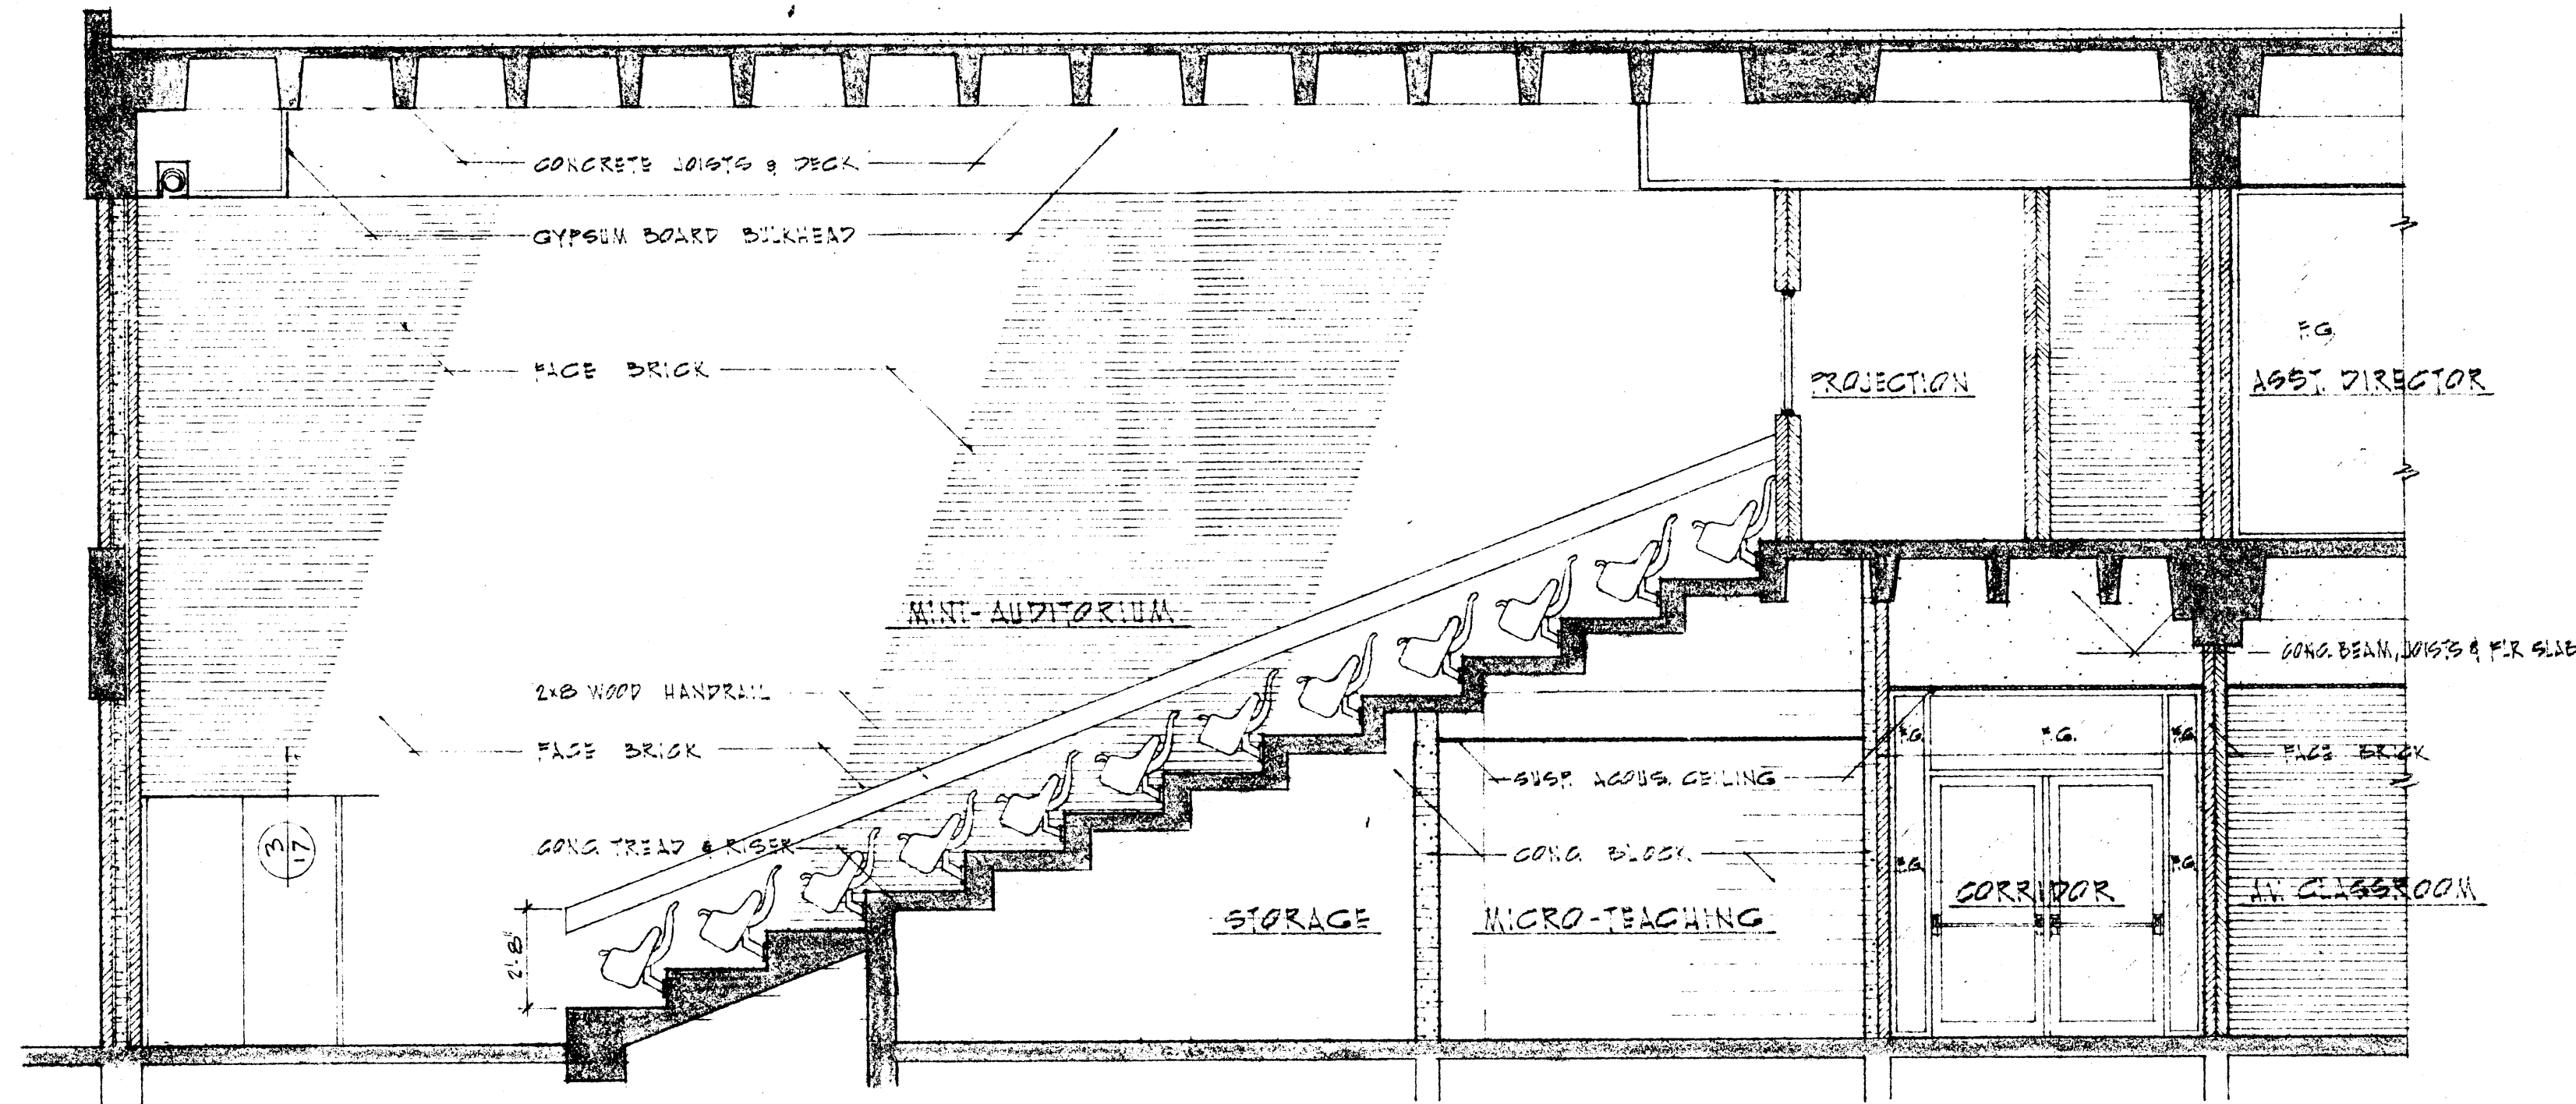 CONCRETE JOISTS & DECK
GYPSUM BOARD BULKHEAD
F.G.
FACE BRICK
PROJECTION
ASST. DIRECTOR
MINI-AUDITORIUM
CONC. BEAM, JOISTS & FLR SLAB
2x8 WOOD HANDRAIL
FACE BRICK
F.G.
F.G.
F.G.
FACE BRICK
SUSP. ACOUS. CEILING
3
17
CONC. TREAD & RISER
CONC. BLOCK
F.G.
F.G.
CORRIDOR
A.V. CLASSROOM
STORAGE
MICRO-TEACHING
2'-8"